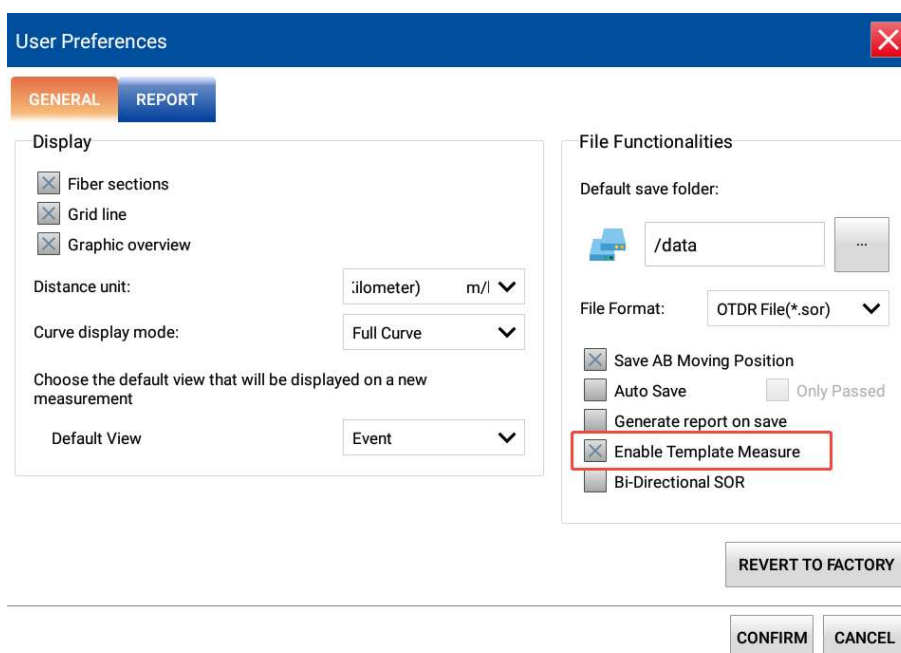 User Preferences
GENERAL
REPORT
Display
Fiber sections
Grid line
Graphic overview
Distance unit:
ilometer) m/
Curve display mode:
Full Curve
Choose the default view that will be displayed on a new
measurement
Default View
Event
File Functionalities
Default save folder:
/data
...
File Format:
OTDR File(*.sor)
Save AB Moving Position
Auto Save
Only Passed
Generate report on save
Enable Template Measure
Bi-Directional SOR
REVERT TO FACTORY
CONFIRM
CANCEL